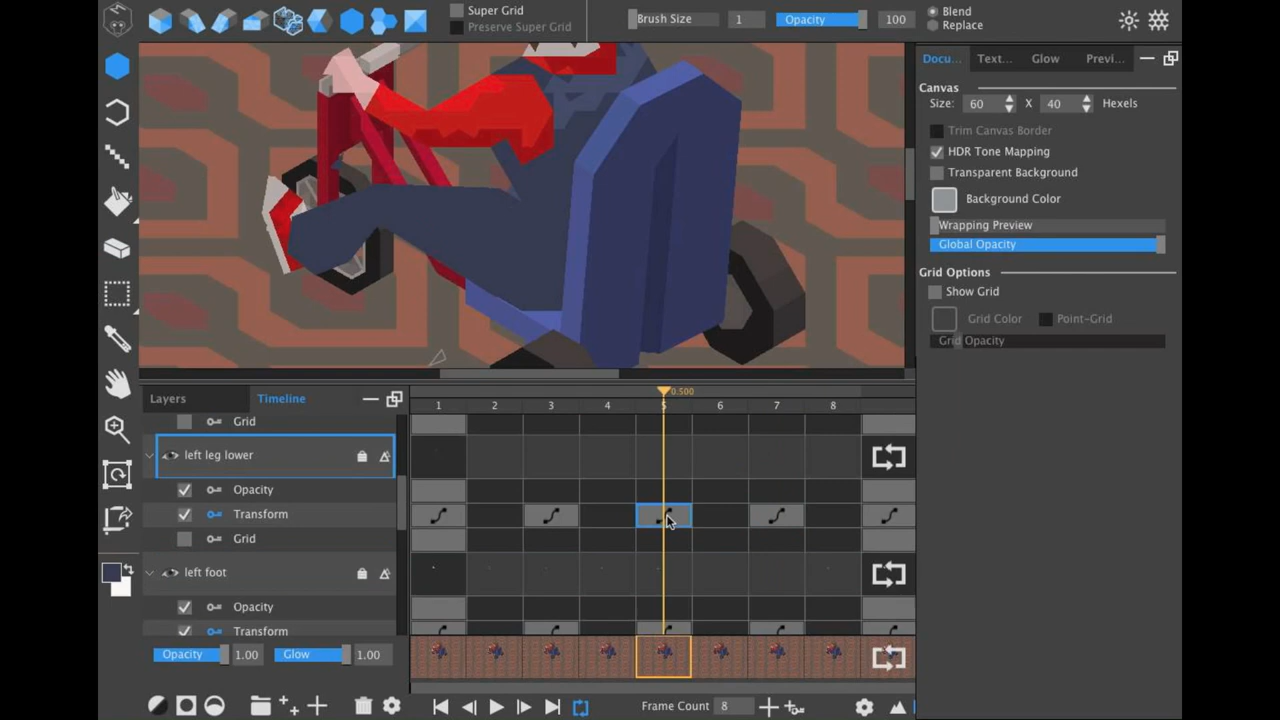 Super Grid
Preserve Super Grid
Brush Size 1
Opacity 100
Blend
Replace
Docu... Text... Glow Previ...
Canvas
Size: 60 X 40 Hexels
Trim Canvas Border
HDR Tone Mapping
Transparent Background
Background Color
Wrapping Preview
Global Opacity
Grid Options
Show Grid
Grid Color Point-Grid
Grid Opacity
Layers Timeline
0.500
1 2 3 4 5 6 7 8
Grid
left leg lower
Opacity
Transform
Grid
left foot
Opacity
Transform
Opacity 1.00 Glow 1.00
Frame Count 8